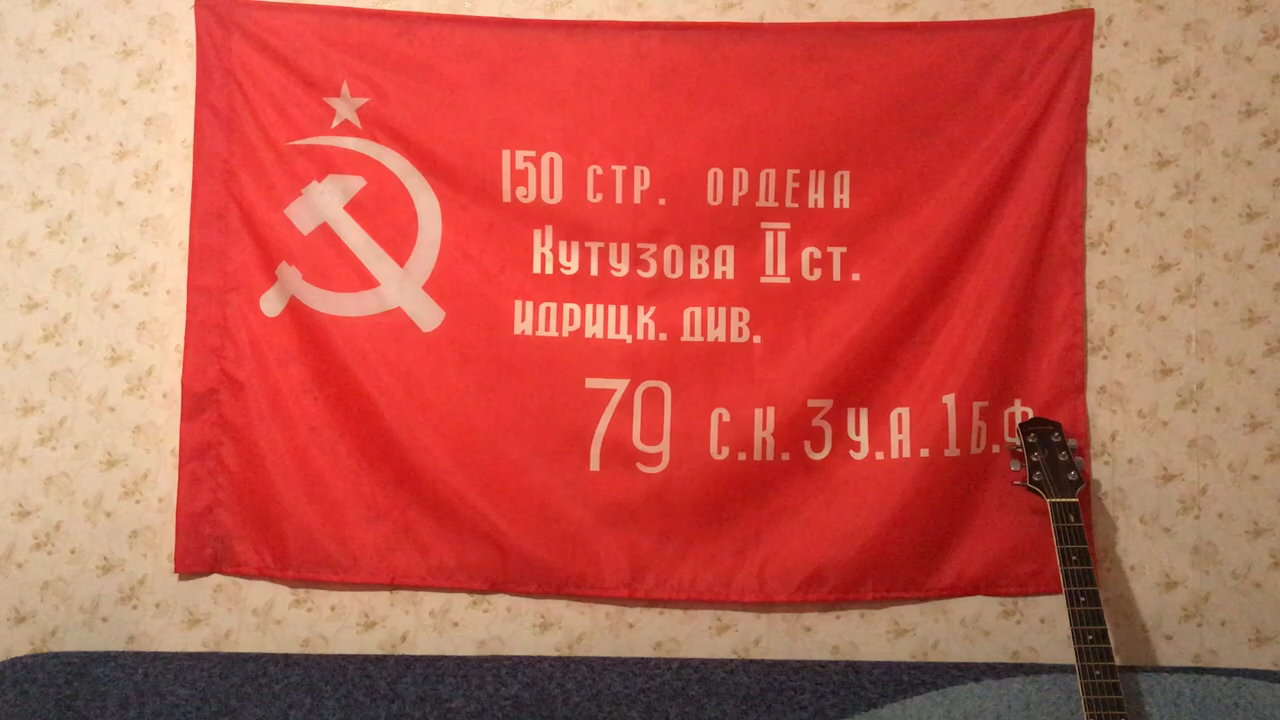 150 СТР. ОРДЕНА
КУТУЗОВА II СТ.
ИДРИЦК. ДИВ.
79 С.К. 3 У.А. 1 Б.Ф